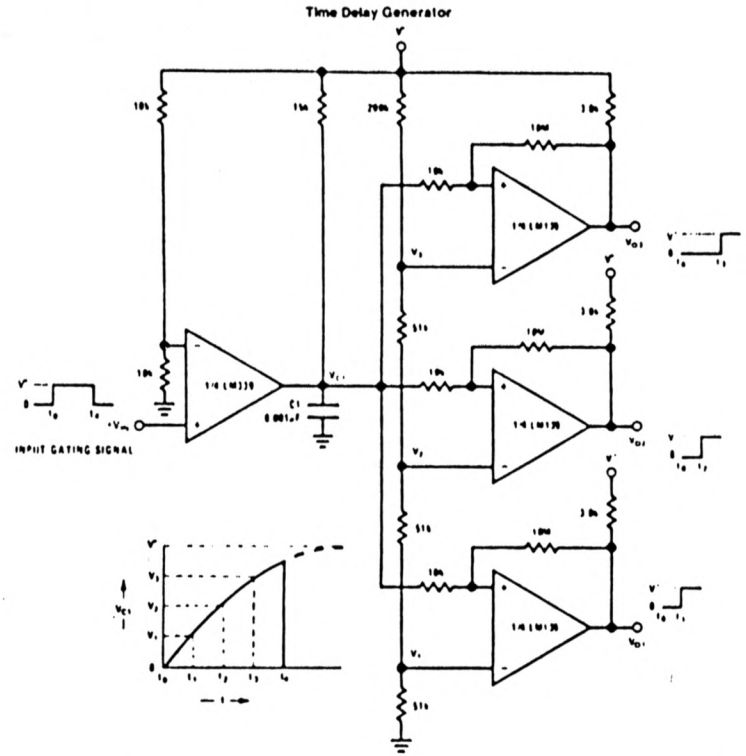 Time Delay Generator
V+
10k
15k
200k
3.0k
10M
10k
+
1/4 LM139
-
V3
VO3
V+
0
t0
t3
V+
3.0k
51k
10M
10k
+
1/4 LM139
-
V2
VO2
V
0
t0
t2
-
1/4 LM339
+
10k
VC1
C1
0.001μF
V+
0
t0
t4
+VIN
INPUT GATING SIGNAL
V+
3.0k
51k
10M
10k
+
1/4 LM139
-
V1
VO1
V+
0
t0
t1
51k
V+
V3
V2
V1
0
VC1
t0
t1
t2
t3
t4
t